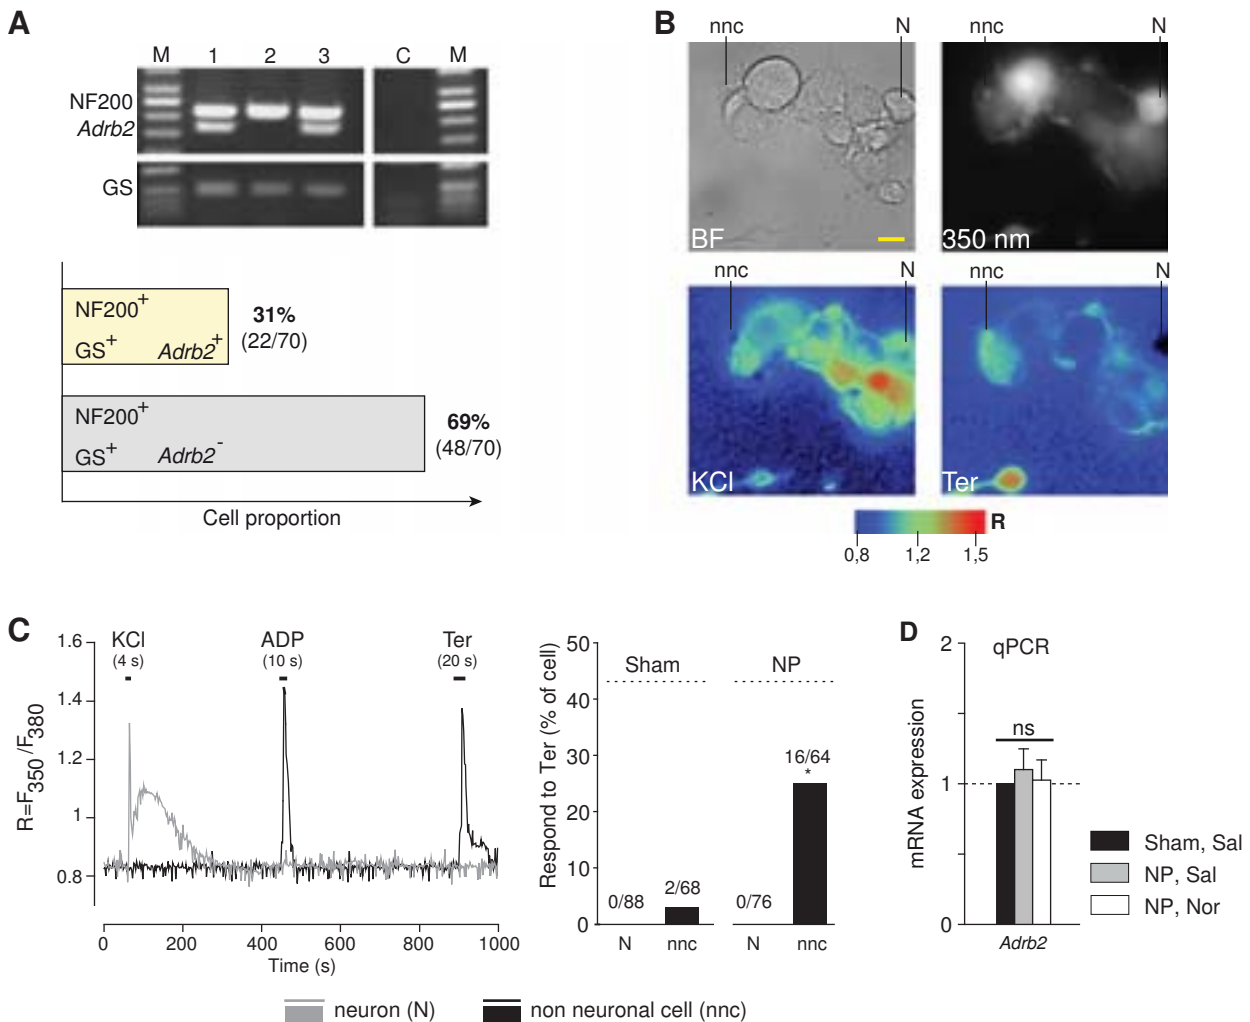 A
M 1 2 3 C M
NF200
Adrb2
GS
NF200+
GS+ Adrb2+
31%
(22/70)
NF200+
GS+ Adrb2-
69%
(48/70)
Cell proportion
B
nnc N nnc N
BF 350 nm
nnc N nnc N
KCl Ter
R
0,8 1,2 1,5
C
KCl ADP Ter
(4 s) (10 s) (20 s)
R=F350/F380
1.6
1.4
1.2
1
0.8
0 200 400 600 800 1000
Time (s)
Respond to Ter (% of cell)
50
40
30
20
10
0
Sham NP
0/88 2/68 0/76 16/64
*
N nnc N nnc
neuron (N) non neuronal cell (nnc)
D
qPCR
mRNA expression
2
1
0
ns
Adrb2
Sham, Sal
NP, Sal
NP, Nor